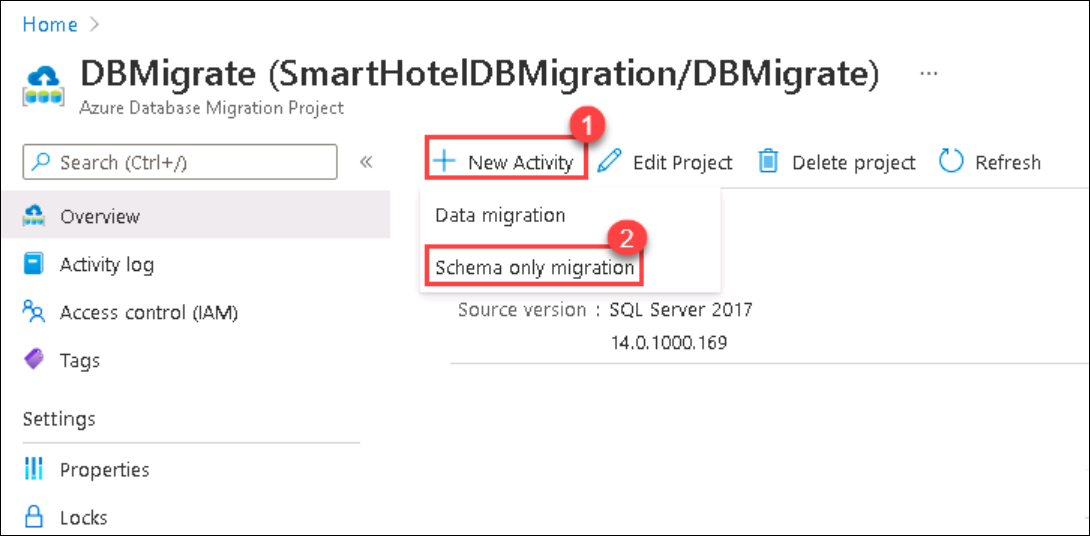 Home >
DBMigrate (SmartHotelDBMigration/DBMigrate) ...
Azure Database Migration Project
Search (Ctrl+/) «
1
+ New Activity Edit Project Delete project Refresh
Overview
Data migration
2
Schema only migration
Activity log
Source version : SQL Server 2017
14.0.1000.169
Access control (IAM)
Tags
Settings
Properties
Locks